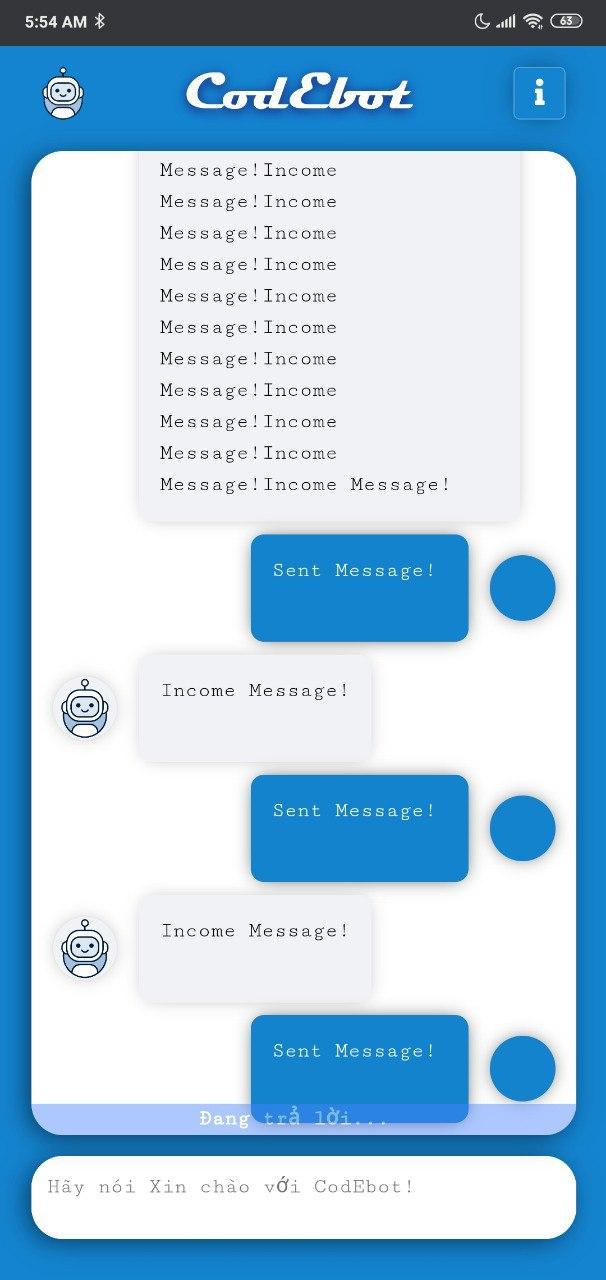 5:54 AM
63
CodEbot
i
Message!Income
Message!Income
Message!Income
Message!Income
Message!Income
Message!Income
Message!Income
Message!Income
Message!Income
Message!Income
Message!Income Message!
Sent Message!
Income Message!
Sent Message!
Income Message!
Sent Message!
Đang trả lời...
Hãy nói Xin chào với CodEbot!